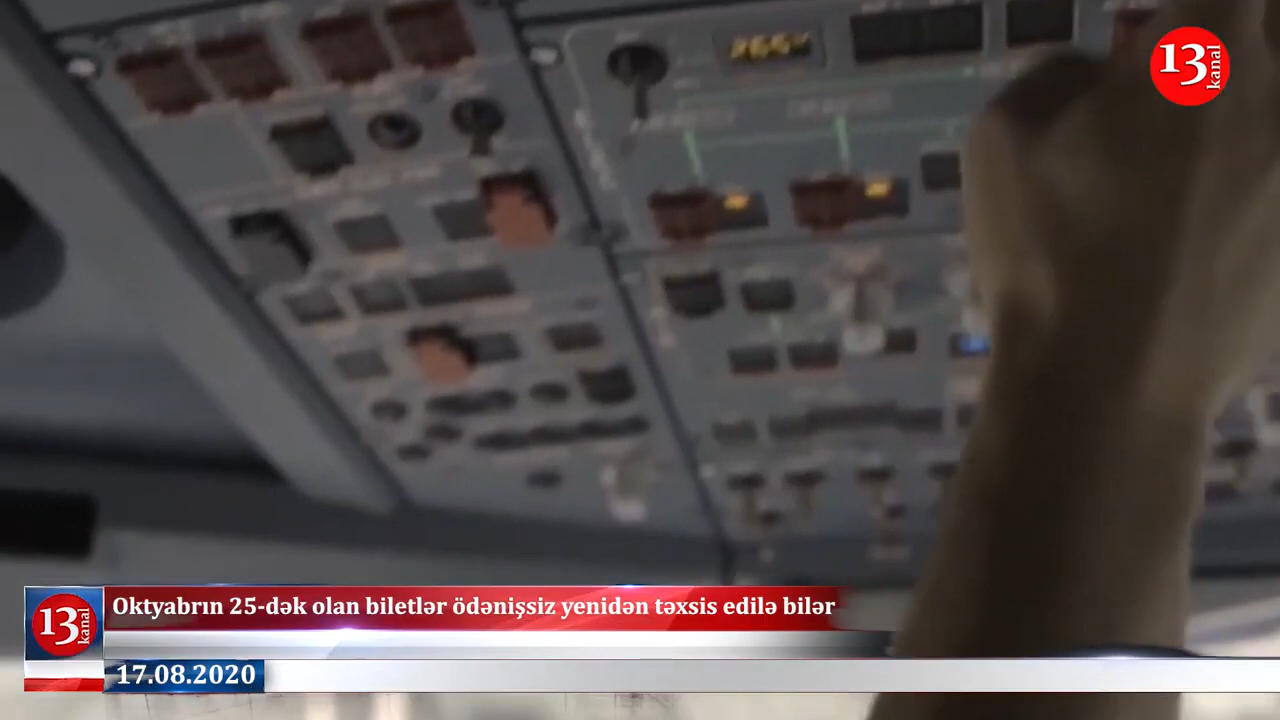 13 kanal
Oktyabrın 25-dək olan biletlər ödənişsiz yenidən təxsis edilə bilər
13 kanal
17.08.2020